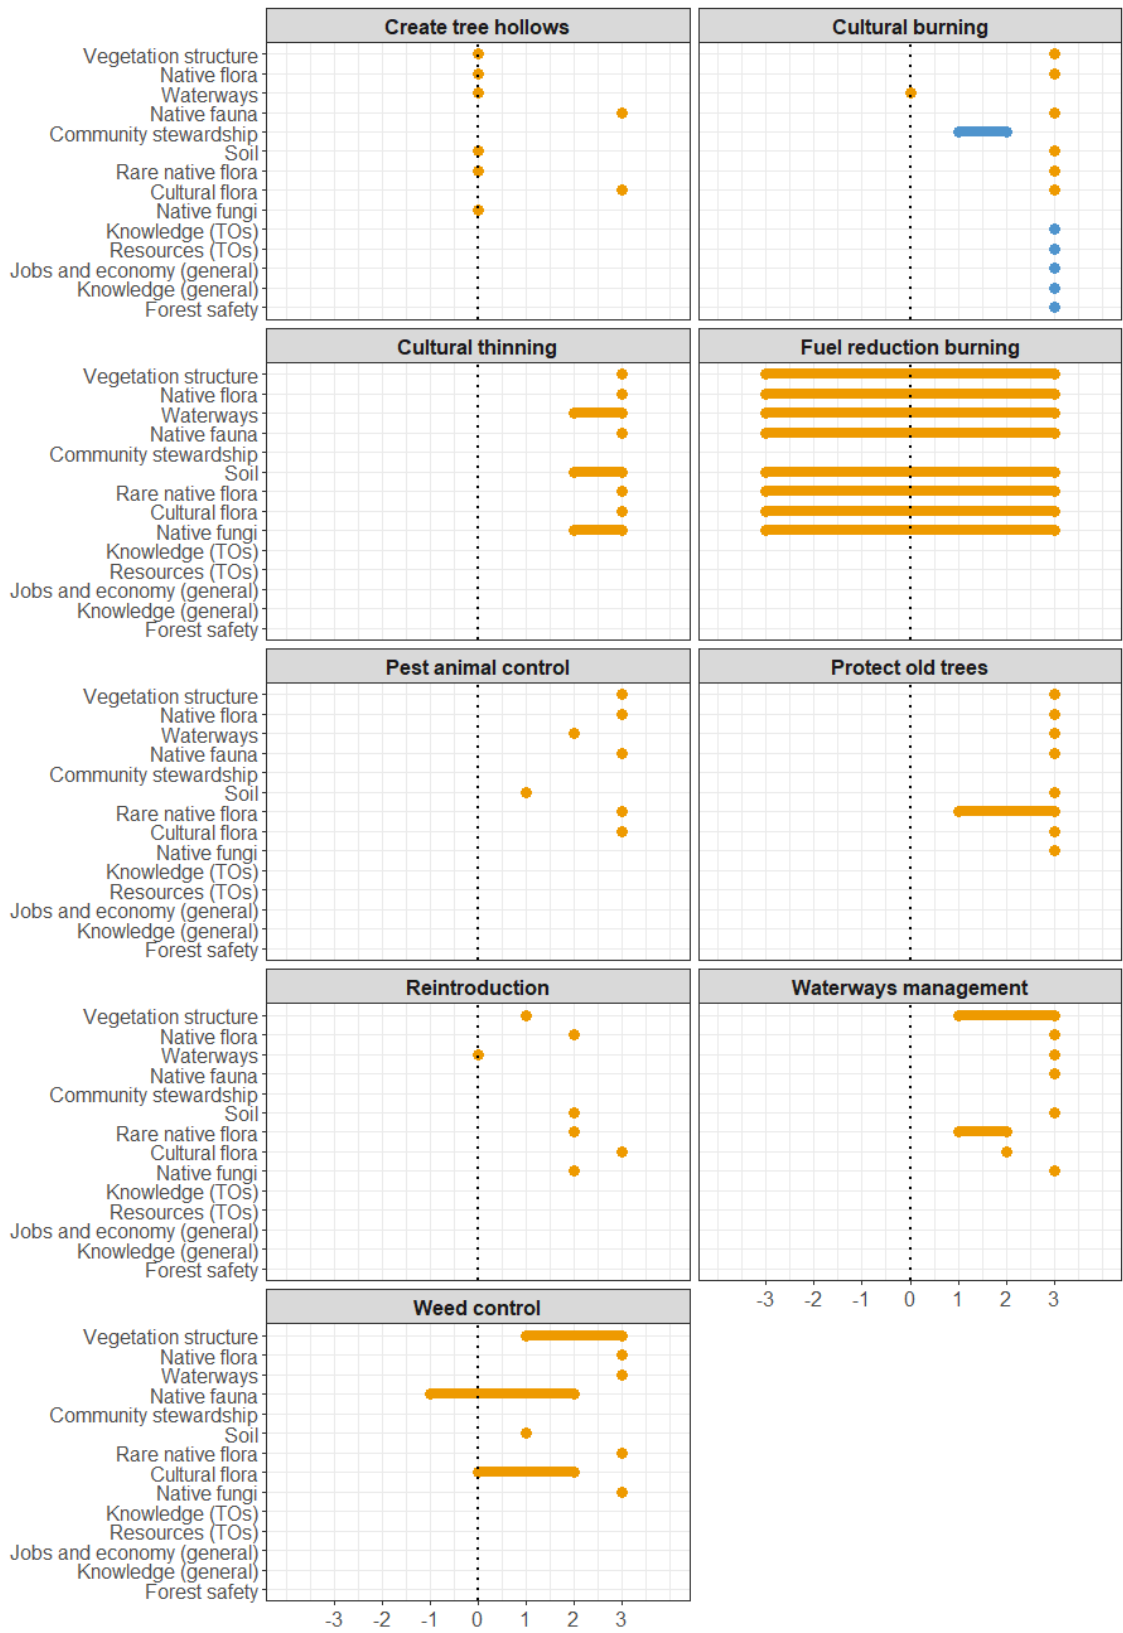 Create tree hollows
Cultural burning
Vegetation structure
Native flora
Waterways
Native fauna
Community stewardship
Soil
Rare native flora
Cultural flora
Native fungi
Knowledge (TOs)
Resources (TOs)
Jobs and economy (general)
Knowledge (general)
Forest safety
Cultural thinning
Fuel reduction burning
Vegetation structure
Native flora
Waterways
Native fauna
Community stewardship
Soil
Rare native flora
Cultural flora
Native fungi
Knowledge (TOs)
Resources (TOs)
Jobs and economy (general)
Knowledge (general)
Forest safety
Pest animal control
Protect old trees
Vegetation structure
Native flora
Waterways
Native fauna
Community stewardship
Soil
Rare native flora
Cultural flora
Native fungi
Knowledge (TOs)
Resources (TOs)
Jobs and economy (general)
Knowledge (general)
Forest safety
Reintroduction
Waterways management
Vegetation structure
Native flora
Waterways
Native fauna
Community stewardship
Soil
Rare native flora
Cultural flora
Native fungi
Knowledge (TOs)
Resources (TOs)
Jobs and economy (general)
Knowledge (general)
Forest safety
-3 -2 -1 0 1 2 3
Weed control
Vegetation structure
Native flora
Waterways
Native fauna
Community stewardship
Soil
Rare native flora
Cultural flora
Native fungi
Knowledge (TOs)
Resources (TOs)
Jobs and economy (general)
Knowledge (general)
Forest safety
-3 -2 -1 0 1 2 3